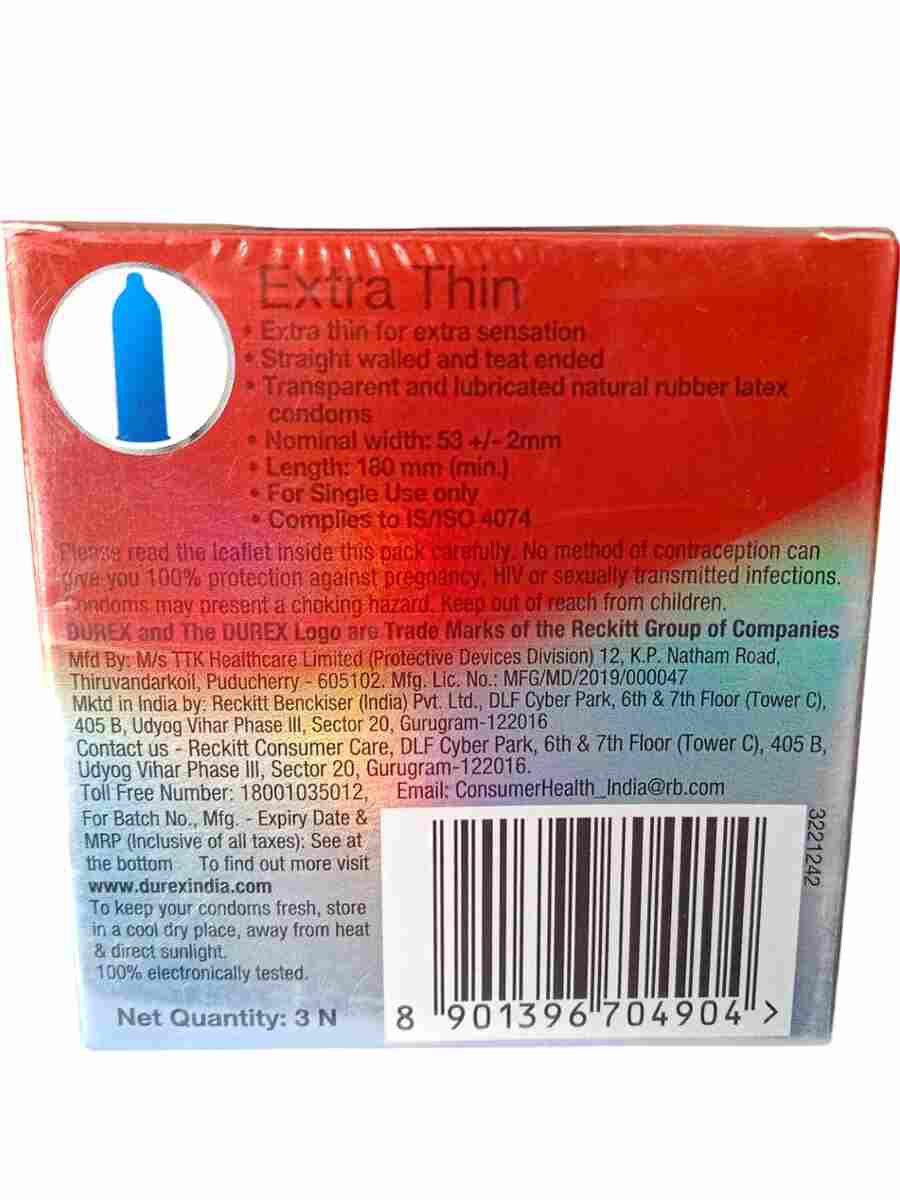 Extra Thin
• Extra thin for extra sensation
• Straight walled and teat ended
• Transparent and lubricated natural rubber latex
condoms
• Nominal width: 53 +/- 2mm
• Length: 180 mm (min.)
• For Single Use only
• Complies to IS/ISO 4074
Please read the leaflet inside this pack carefully. No method of contraception can
give you 100% protection against pregnancy, HIV or sexually transmitted infections.
Condoms may present a choking hazard. Keep out of reach from children.
DUREX and The DUREX Logo are Trade Marks of the Reckitt Group of Companies
Mfd By: M/s TTK Healthcare Limited (Protective Devices Division) 12, K.P. Natham Road,
Thiruvandarkoil, Puducherry - 605102. Mfg. Lic. No.: MFG/MD/2019/000047
Mktd in India by: Reckitt Benckiser (India) Pvt. Ltd., DLF Cyber Park, 6th & 7th Floor (Tower C),
405 B, Udyog Vihar Phase III, Sector 20, Gurugram-122016
Contact us - Reckitt Consumer Care, DLF Cyber Park, 6th & 7th Floor (Tower C), 405 B,
Udyog Vihar Phase III, Sector 20, Gurugram-122016.
Toll Free Number: 18001035012, Email: ConsumerHealth_India@rb.com
For Batch No., Mfg. - Expiry Date &
MRP (Inclusive of all taxes): See at
the bottom To find out more visit
www.durexindia.com
To keep your condoms fresh, store
in a cool dry place, away from heat
& direct sunlight.
100% electronically tested.
Net Quantity: 3 N
8 901396 704904 >
3221242